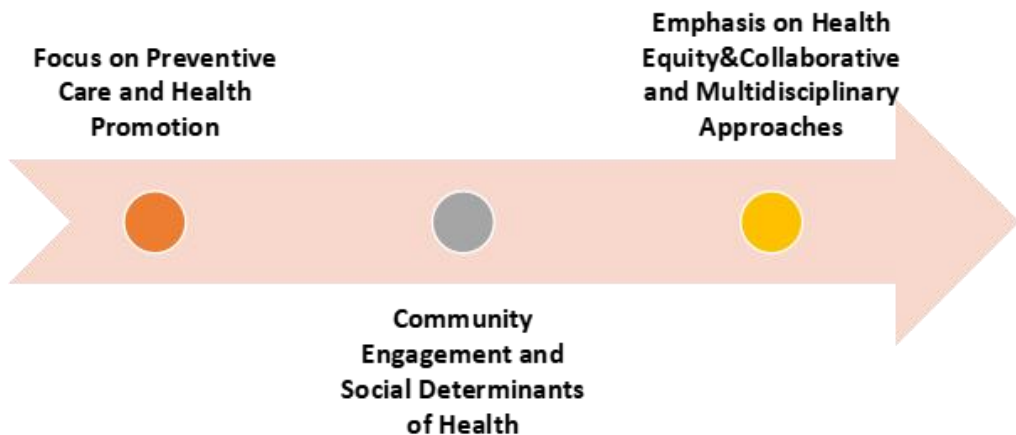 Focus on Preventive
Care and Health
Promotion
Community
Engagement and
Social Determinants
of Health
Emphasis on Health
Equity&Collaborative
and Multidisciplinary
Approaches